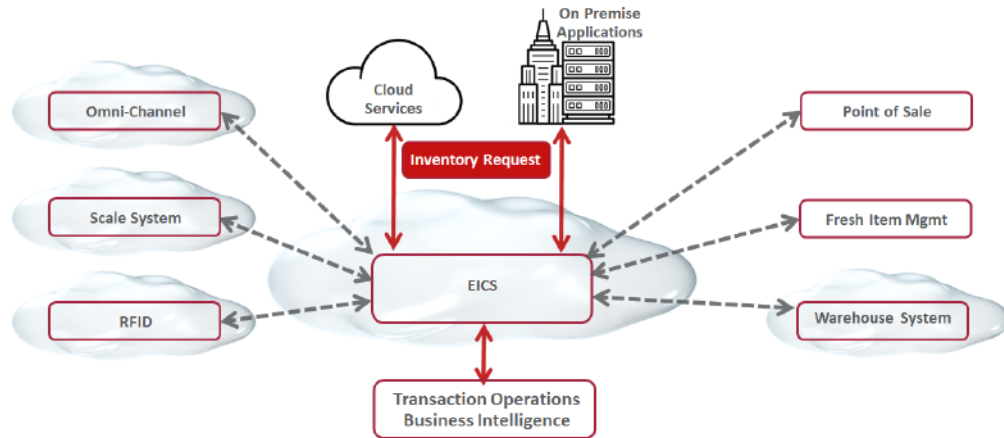 On Premise
Applications
Cloud
Services
Omni-Channel
Point of Sale
Inventory Request
Scale System
Fresh Item Mgmt
EICS
RFID
Warehouse System
Transaction Operations
Business Intelligence